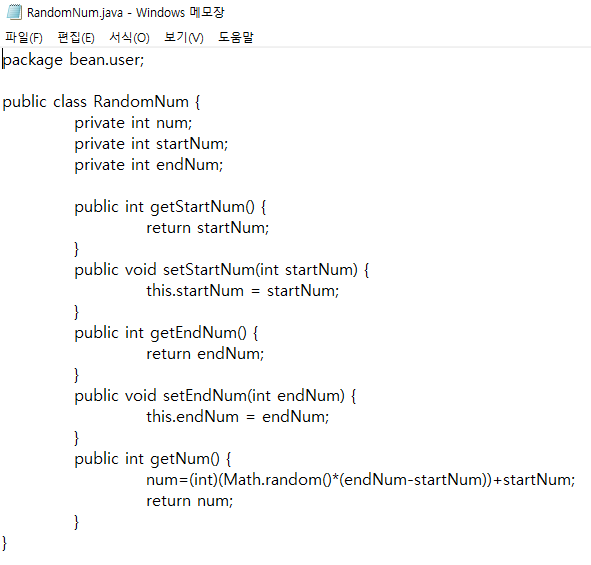 RandomNum.java - Windows 메모장
파일(F) 편집(E) 서식(O) 보기(V) 도움말
package bean.user;
public class RandomNum {
private int num;
private int startNum;
private int endNum;
public int getStartNum() {
return startNum;
}
public void setStartNum(int startNum) {
this.startNum = startNum;
}
public int getEndNum() {
return endNum;
}
public void setEndNum(int endNum) {
this.endNum = endNum;
}
public int getNum() {
num=(int)(Math.random()*(endNum-startNum))+startNum;
return num;
}
}